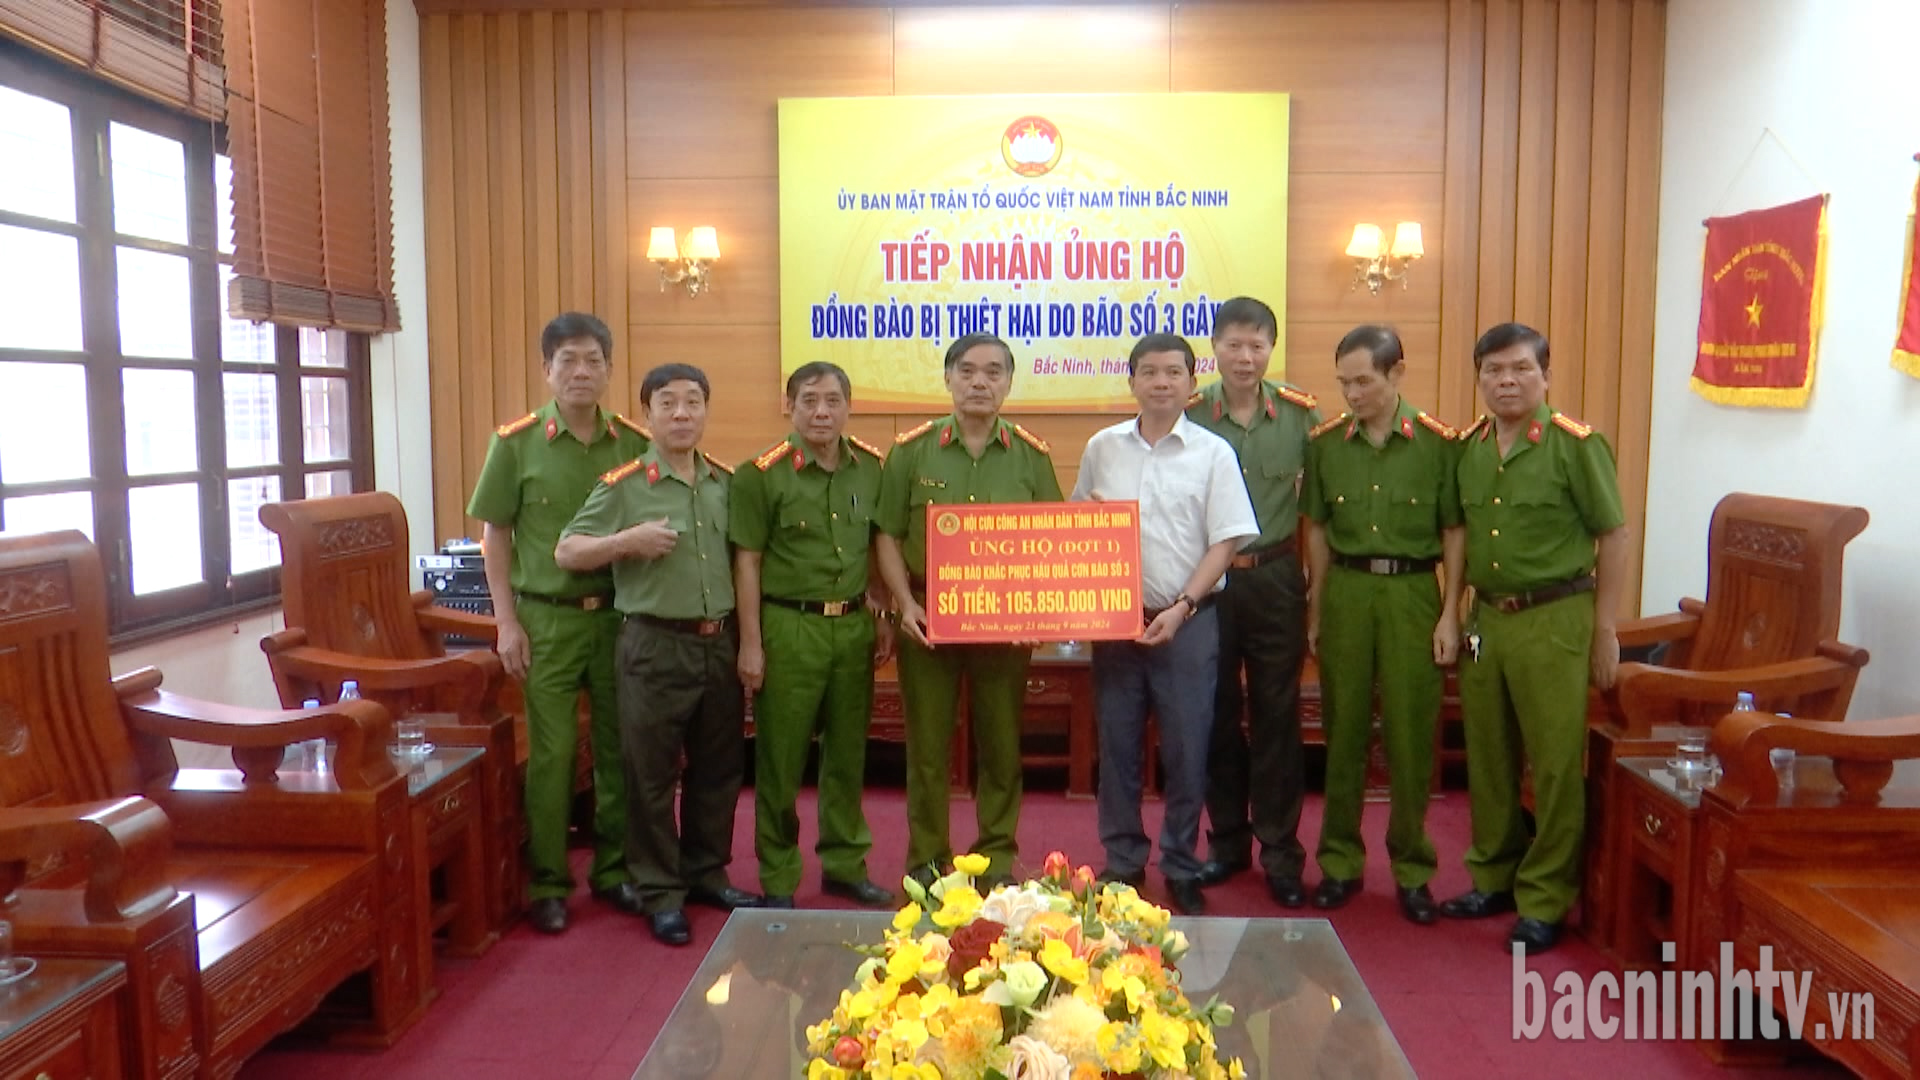 ỦY BAN MẶT TRẬN TỔ QUỐC VIỆT NAM TỈNH BẮC NINH
TIẾP NHẬN ỦNG HỘ
ĐỒNG BÀO BỊ THIỆT HẠI DO BÃO SỐ 3 GÂY
Bắc Ninh, thán 2024
HỘI CỰU CÔNG AN NHÂN DÂN TỈNH BẮC NINH
ỦNG HỘ (ĐỢT 1)
ĐỒNG BÀO KHẮC PHỤC HẬU QUẢ CƠN BÃO SỐ 3
SỐ TIỀN: 105.850.000 VND
Bắc Ninh, ngày 23 tháng 9 năm 2024
bacninhtv.vn